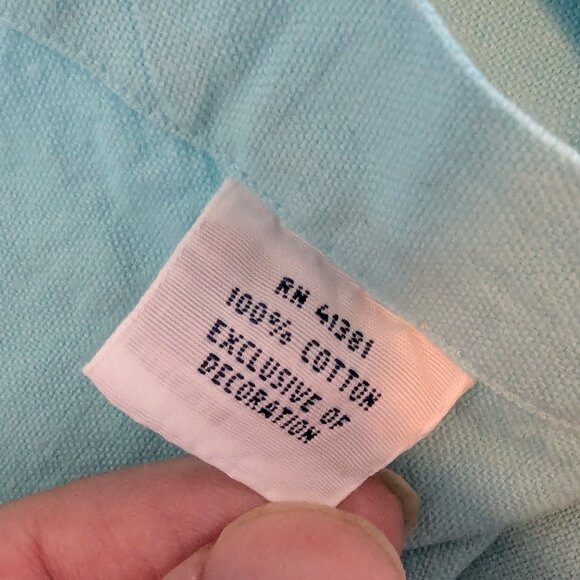 RN 41381
100% COTTON
EXCLUSIVE OF
DECORATION